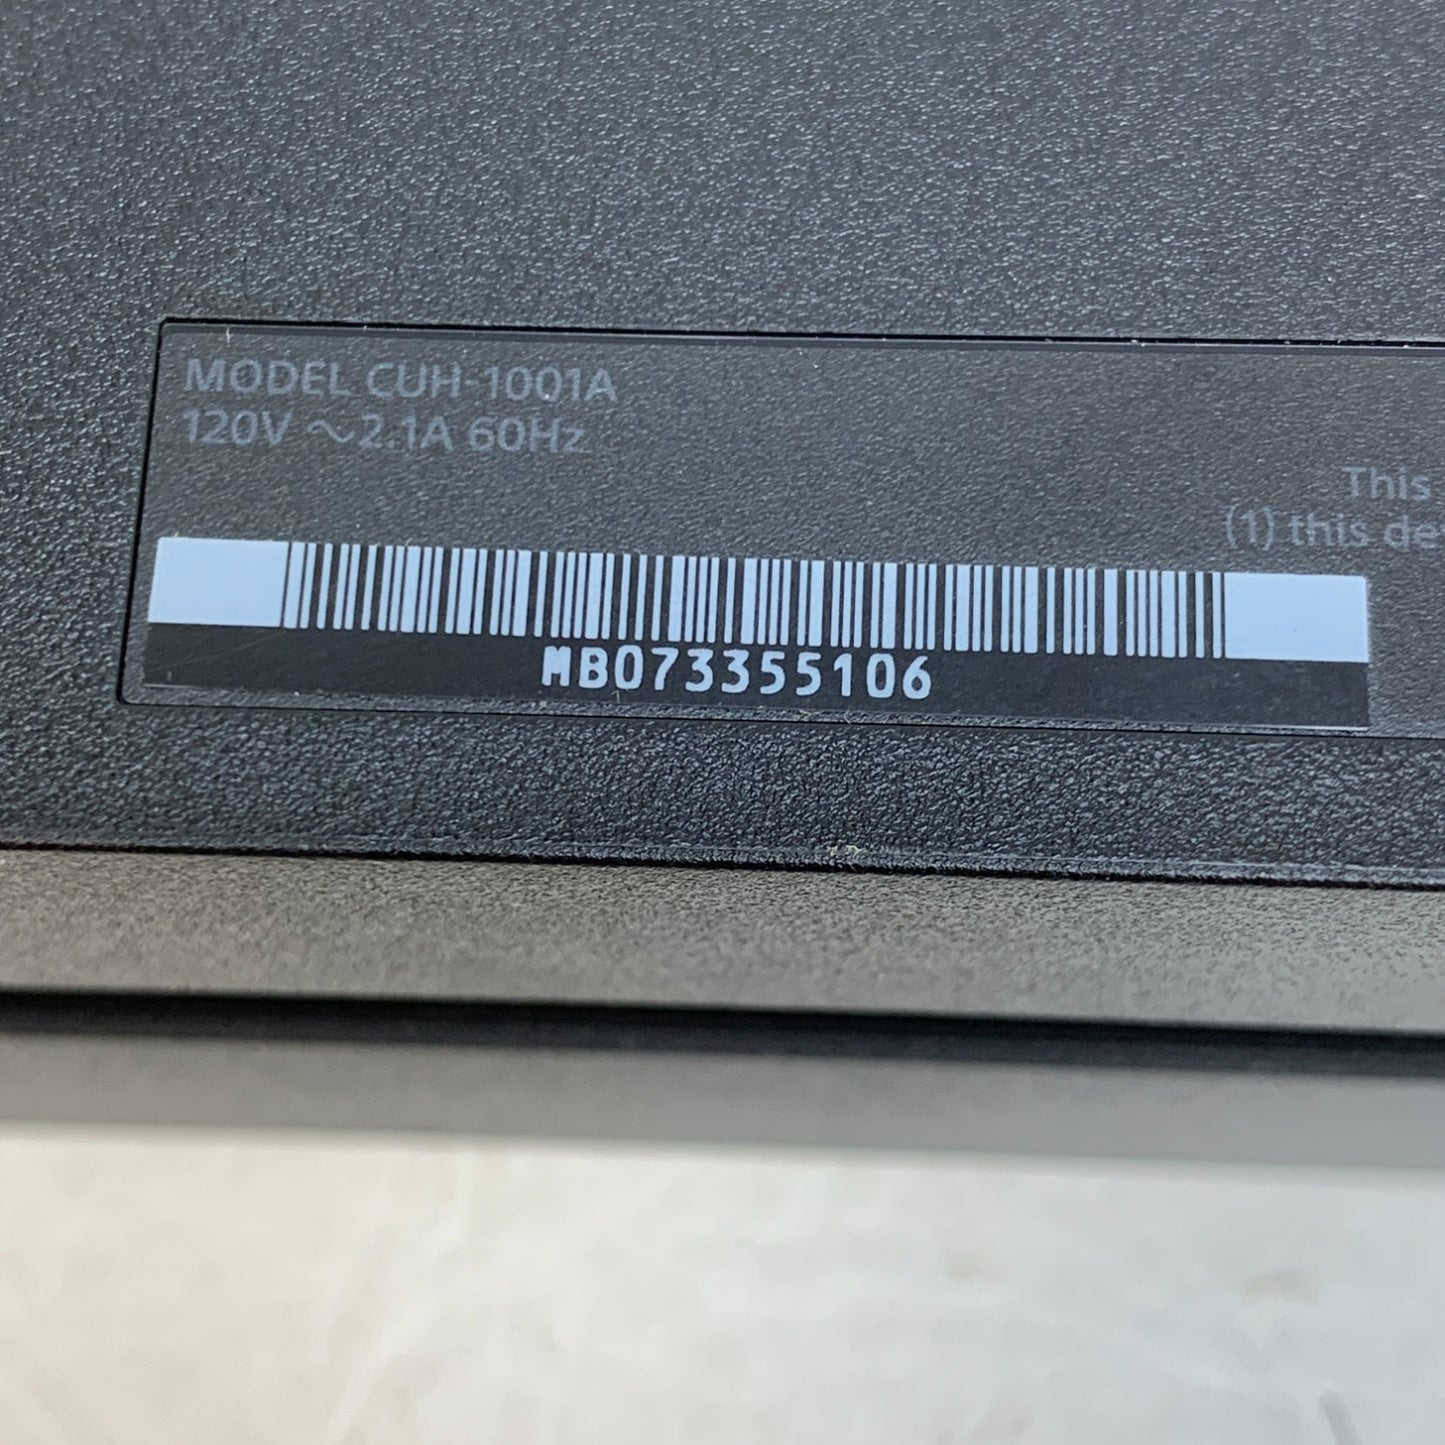 MODEL CUH-1001A
120V ～2.1A 60Hz
This
(1) this de
MB073355106